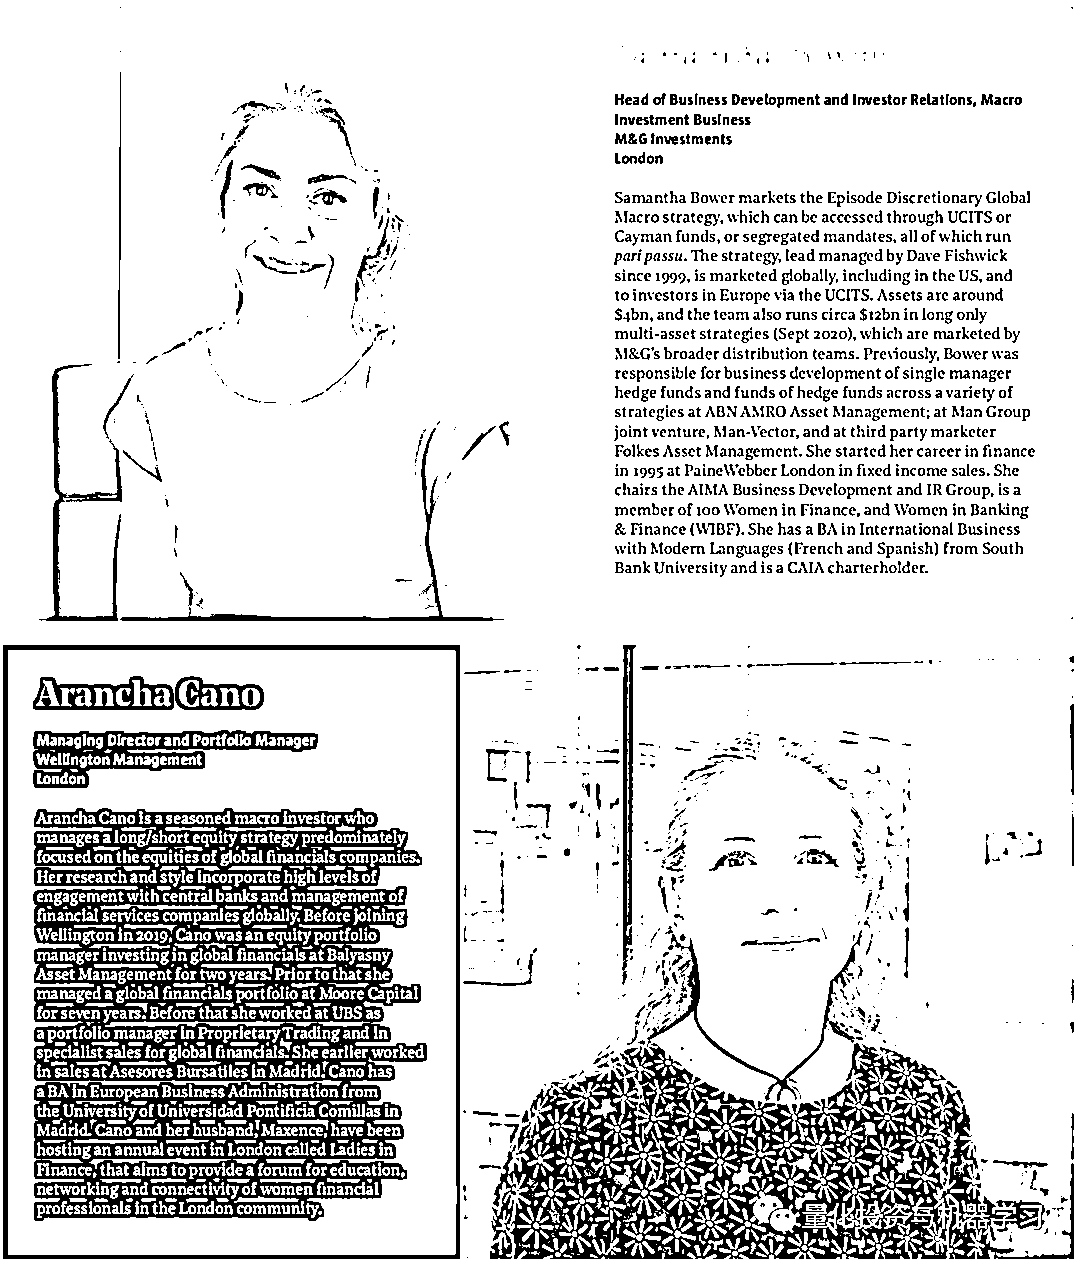 Head of Business Development and Investor Relations, Macro
Investment Business
M&G Investments
London
Samantha Bower markets the Episode Discretionary Global
Macro strategy, which can be accessed through UCITS or
Cayman funds, or segregated mandates, all of which run
pari passu. The strategy, lead managed by Dave Fishwick
since 1999, is marketed globally, including in the US, and
to investors in Europe via the UCITS. Assets are around
$4bn, and the team also runs circa $12bn in long only
multi-asset strategies (Sept 2020), which are marketed by
M&G's broader distribution teams. Previously, Bower was
responsible for business development of single manager
hedge funds and funds of hedge funds across a variety of
strategies at ABN AMRO Asset Management; at Man Group
joint venture, Man-Vector, and at third party marketer
Folkes Asset Management. She started her career in finance
in 1995 at PaineWebber London in fixed income sales. She
chairs the AIMA Business Development and IR Group, is a
member of 100 Women in Finance, and Women in Banking
& Finance (WIBF). She has a BA in International Business
with Modern Languages (French and Spanish) from South
Bank University and is a CAIA charterholder.
Arancha Cano
Managing Director and Portfolio Manager
Wellington Management
London
Arancha Cano is a seasoned macro investor who
manages a long/short equity strategy predominately
focused on the equities of global financials companies.
Her research and style incorporate high levels of
engagement with central banks and management of
financial services companies globally. Before joining
Wellington in 2019, Cano was an equity portfolio
manager investing in global financials at Balyasny
Asset Management for two years. Prior to that she
managed a global financials portfolio at Moore Capital
for seven years. Before that she worked at UBS as
a portfolio manager in Proprietary Trading and in
specialist sales for global financials. She earlier worked
in sales at Asesores Bursatiles in Madrid. Cano has
a BA in European Business Administration from
the University of Universidad Pontificia Comillas in
Madrid. Cano and her husband, Maxence, have been
hosting an annual event in London called Ladies in
Finance, that aims to provide a forum for education,
networking and connectivity of women financial
professionals in the London community.
量化投资与机器学习